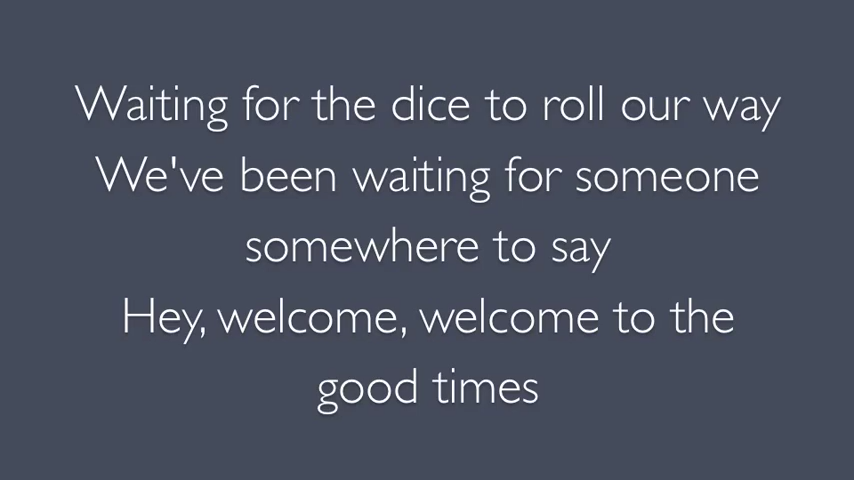 Waiting for the dice to roll our way
We've been waiting for someone
somewhere to say
Hey, welcome, welcome to the
good times